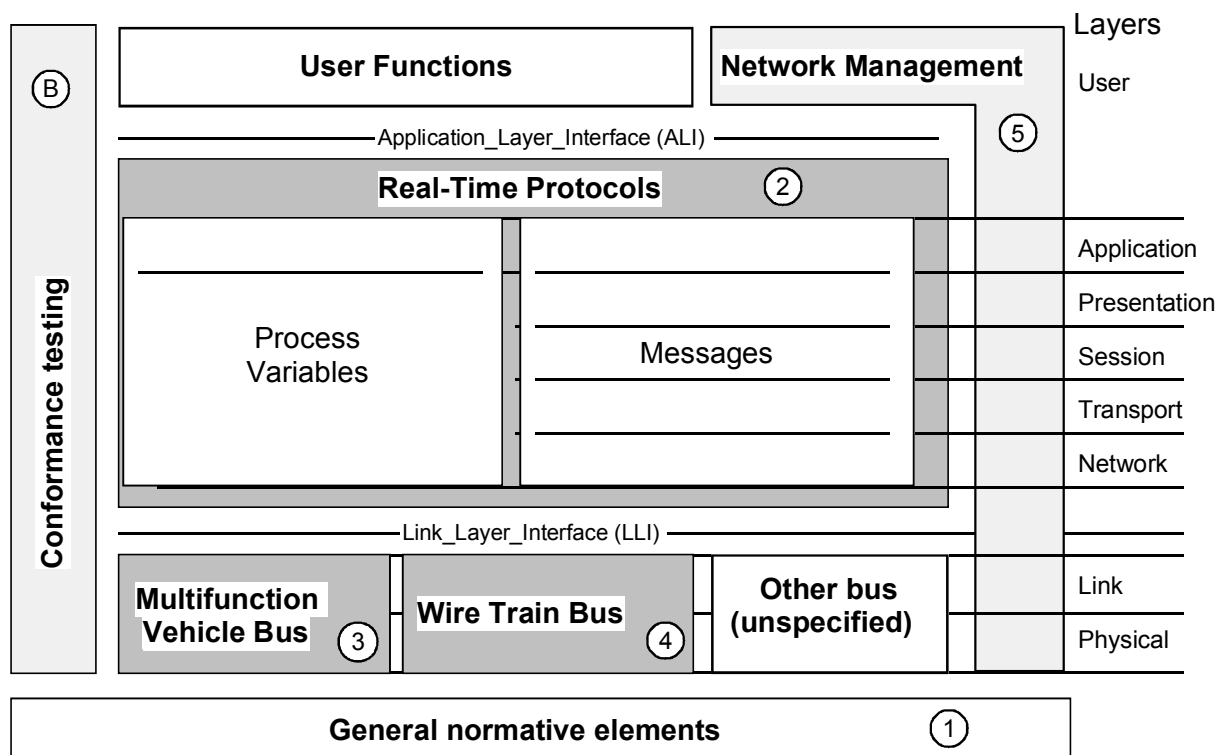 Layers
User Functions
Network Management
B
User
5
Application_Layer_Interface (ALI)
Real-Time Protocols
2
Application
Presentation
Process
Variables
Messages
Session
Transport
Network
Conformance testing
Link_Layer_Interface (LLI)
Multifunction
Vehicle Bus
3
Wire Train Bus
4
Other bus
(unspecified)
Link
Physical
General normative elements
1